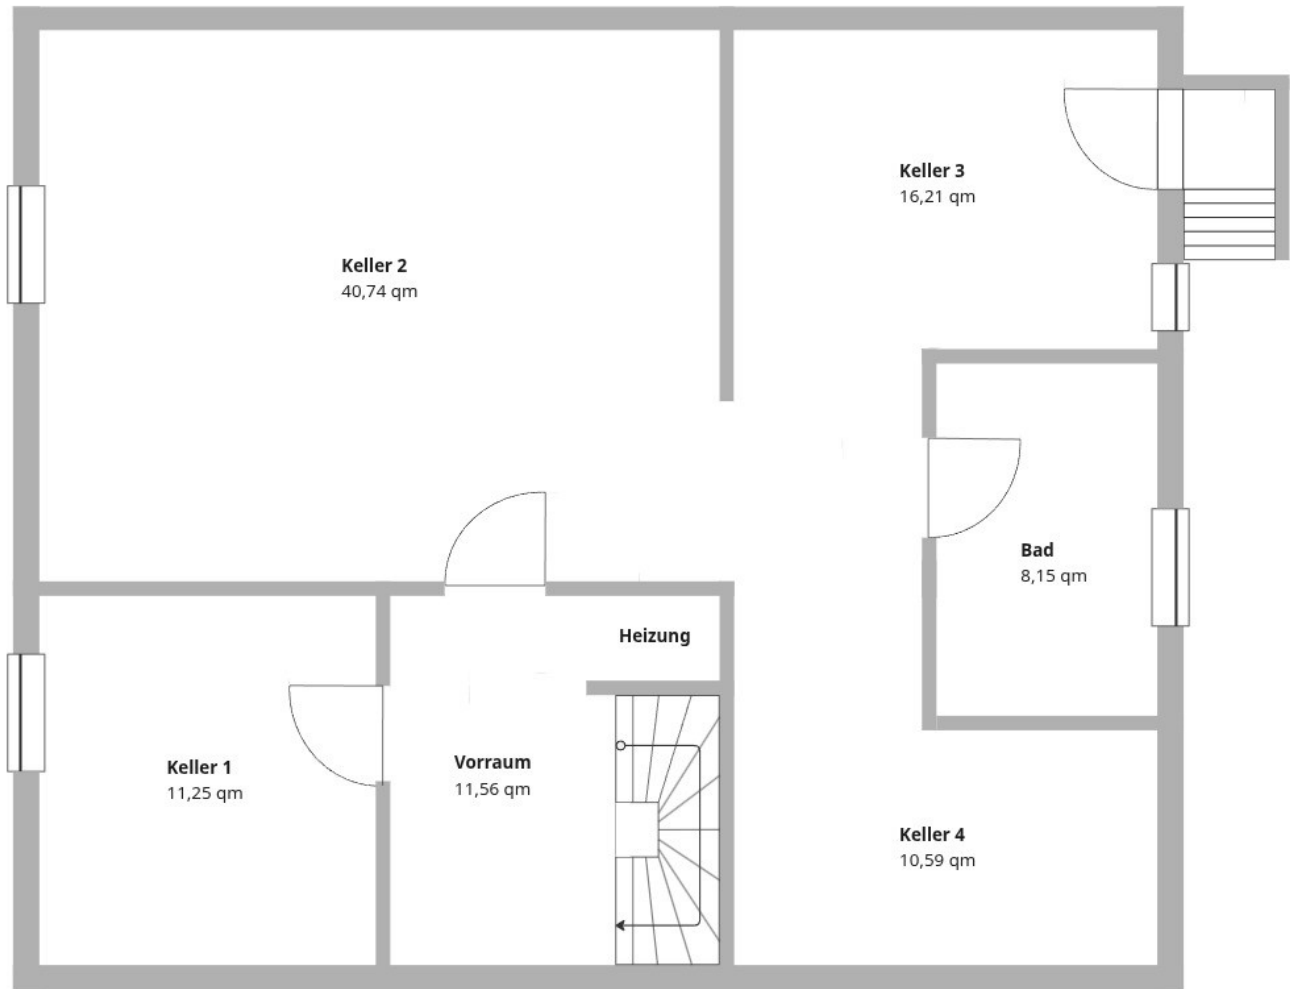 Keller 3
16,21 qm
Keller 2
40,74 qm
Bad
8,15 qm
Heizung
Keller 1
11,25 qm
Vorraum
11,56 qm
Keller 4
10,59 qm